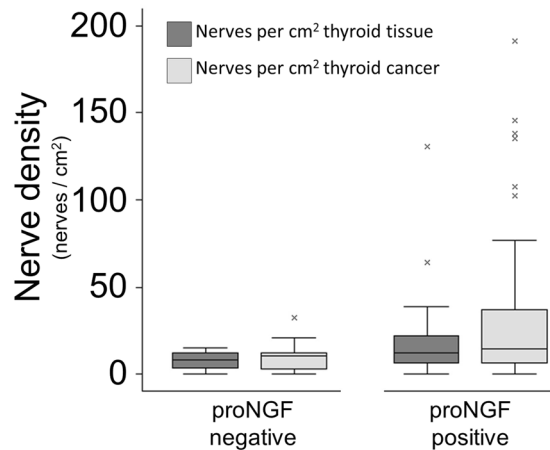 Nerve density
(nerves / cm²)
200
150
100
50
0
Nerves per cm² thyroid tissue
Nerves per cm² thyroid cancer
proNGF
negative
proNGF
positive